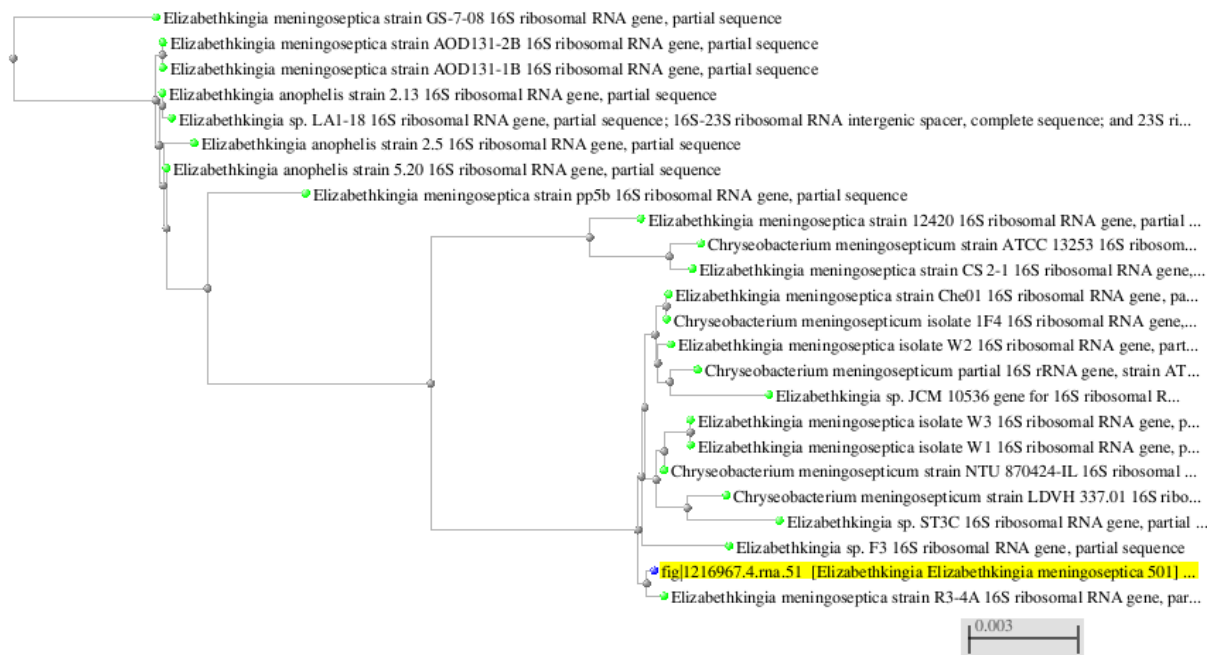 Elizabethkingia meningoseptica strain GS-7-08 16S ribosomal RNA gene, partial sequence
Elizabethkingia meningoseptica strain AOD131-2B 16S ribosomal RNA gene, partial sequence
Elizabethkingia meningoseptica strain AOD131-1B 16S ribosomal RNA gene, partial sequence
Elizabethkingia anophelis strain 2.13 16S ribosomal RNA gene, partial sequence
Elizabethkingia sp. LA1-18 16S ribosomal RNA gene, partial sequence; 16S-23S ribosomal RNA intergenic spacer, complete sequence; and 23S ri...
Elizabethkingia anophelis strain 2.5 16S ribosomal RNA gene, partial sequence
Elizabethkingia anophelis strain 5.20 16S ribosomal RNA gene, partial sequence
Elizabethkingia meningoseptica strain pp5b 16S ribosomal RNA gene, partial sequence
Elizabethkingia meningoseptica strain 12420 16S ribosomal RNA gene, partial ...
Chryseobacterium meningosepticum strain ATCC 13253 16S ribosom...
Elizabethkingia meningoseptica strain CS 2-1 16S ribosomal RNA gene,...
Elizabethkingia meningoseptica strain Che01 16S ribosomal RNA gene, pa...
Chryseobacterium meningosepticum isolate 1F4 16S ribosomal RNA gene,...
Elizabethkingia meningoseptica isolate W2 16S ribosomal RNA gene, part...
Chryseobacterium meningosepticum partial 16S rRNA gene, strain AT...
Elizabethkingia sp. JCM 10536 gene for 16S ribosomal R...
Elizabethkingia meningoseptica isolate W3 16S ribosomal RNA gene, p...
Elizabethkingia meningoseptica isolate W1 16S ribosomal RNA gene, p...
Chryseobacterium meningosepticum strain NTU 870424-IL 16S ribosomal ...
Chryseobacterium meningosepticum strain LDVH 337.01 16S ribo...
Elizabethkingia sp. ST3C 16S ribosomal RNA gene, partial ...
Elizabethkingia sp. F3 16S ribosomal RNA gene, partial sequence
fig|1216967.4.rna.51 [Elizabethkingia Elizabethkingia meningoseptica 501] ...
Elizabethkingia meningoseptica strain R3-4A 16S ribosomal RNA gene, par...
0.003